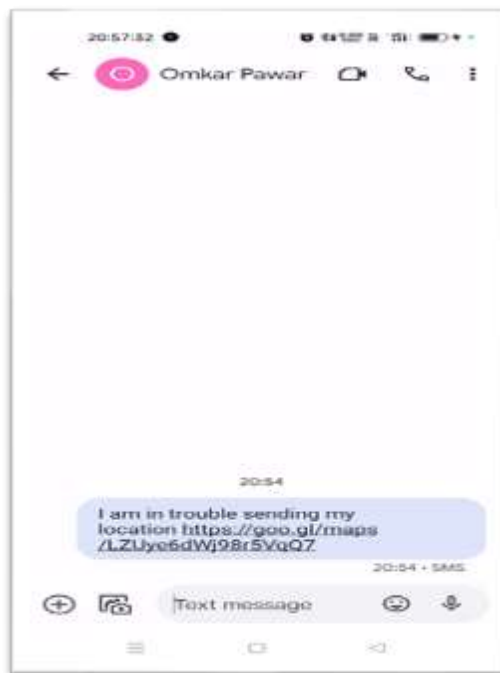 20:57:32
Omkar Pawar
20:54
I am in trouble sending my
location https://goo.gl/maps
/LZUye6dWj98r5VqQ7
20:54 • SMS
Text message